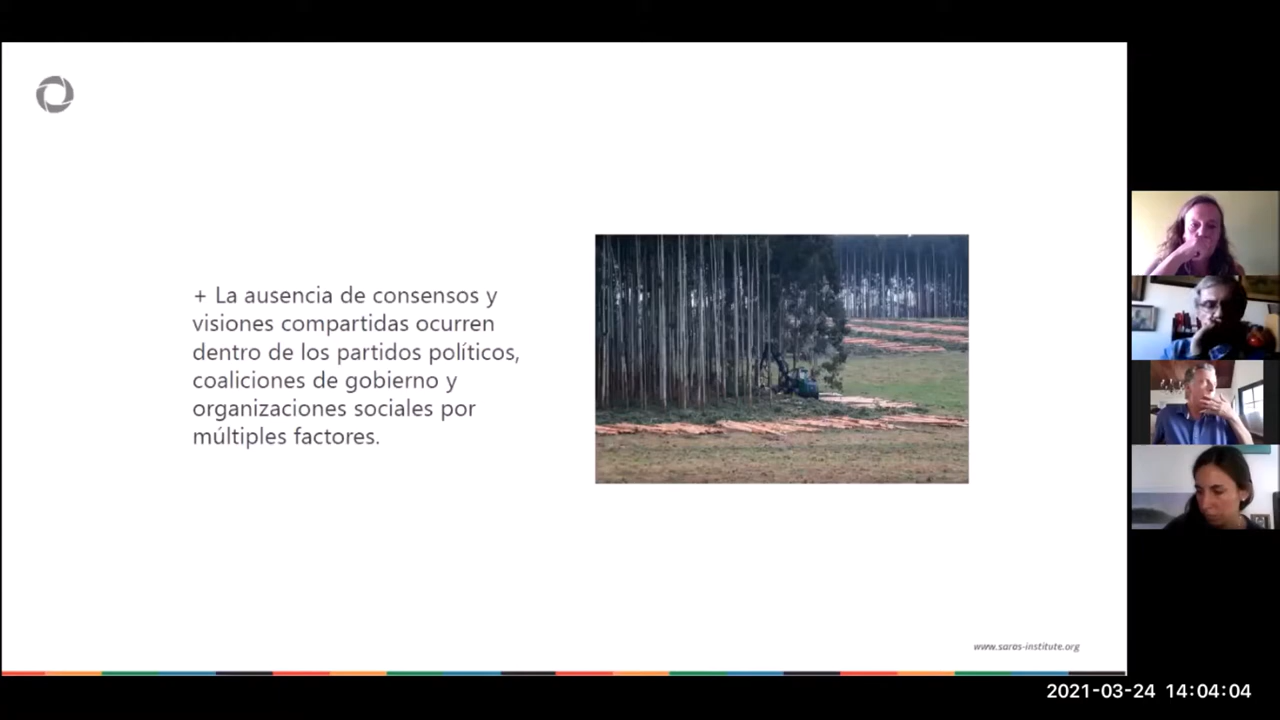 + La ausencia de consensos y
visiones compartidas ocurren
dentro de los partidos políticos,
coaliciones de gobierno y
organizaciones sociales por
múltiples factores.
www.saras-institute.org
2021-03-24 14:04:04